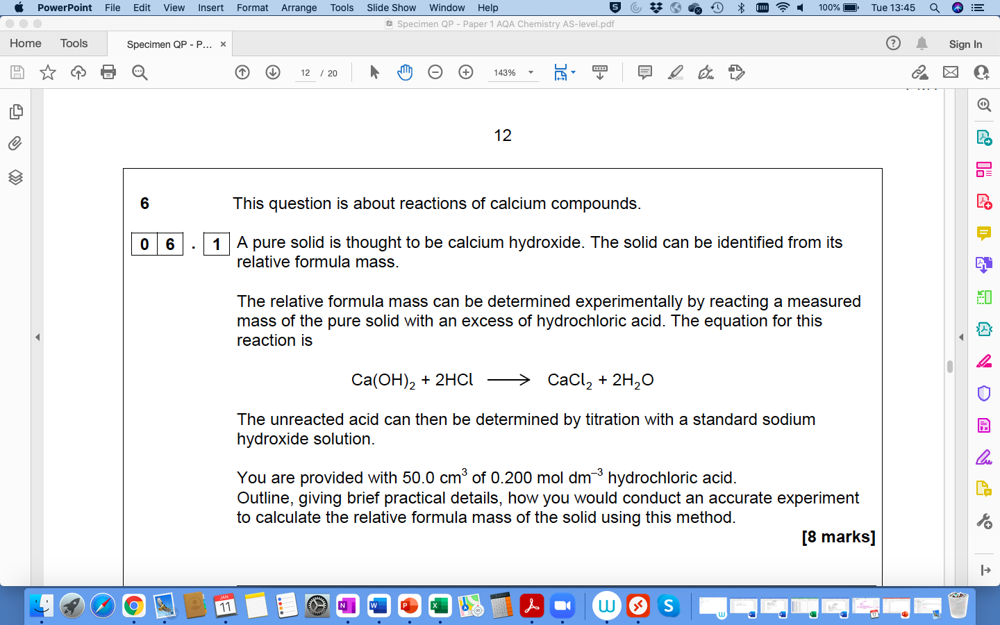 PowerPoint File Edit View Insert Format Arrange Tools Slide Show Window Help 100% Tue 13:45
Specimen QP - Paper 1 AQA Chemistry AS-level.pdf
Home Tools Specimen QP - P... × Sign In
12 / 20 143%
12
6 This question is about reactions of calcium compounds.
0 6 . 1 A pure solid is thought to be calcium hydroxide. The solid can be identified from its
relative formula mass.
The relative formula mass can be determined experimentally by reacting a measured
mass of the pure solid with an excess of hydrochloric acid. The equation for this
reaction is
Ca(OH)₂ + 2HCl ⟶ CaCl₂ + 2H₂O
The unreacted acid can then be determined by titration with a standard sodium
hydroxide solution.
You are provided with 50.0 cm³ of 0.200 mol dm⁻³ hydrochloric acid.
Outline, giving brief practical details, how you would conduct an accurate experiment
to calculate the relative formula mass of the solid using this method.
[8 marks]
JAN
11